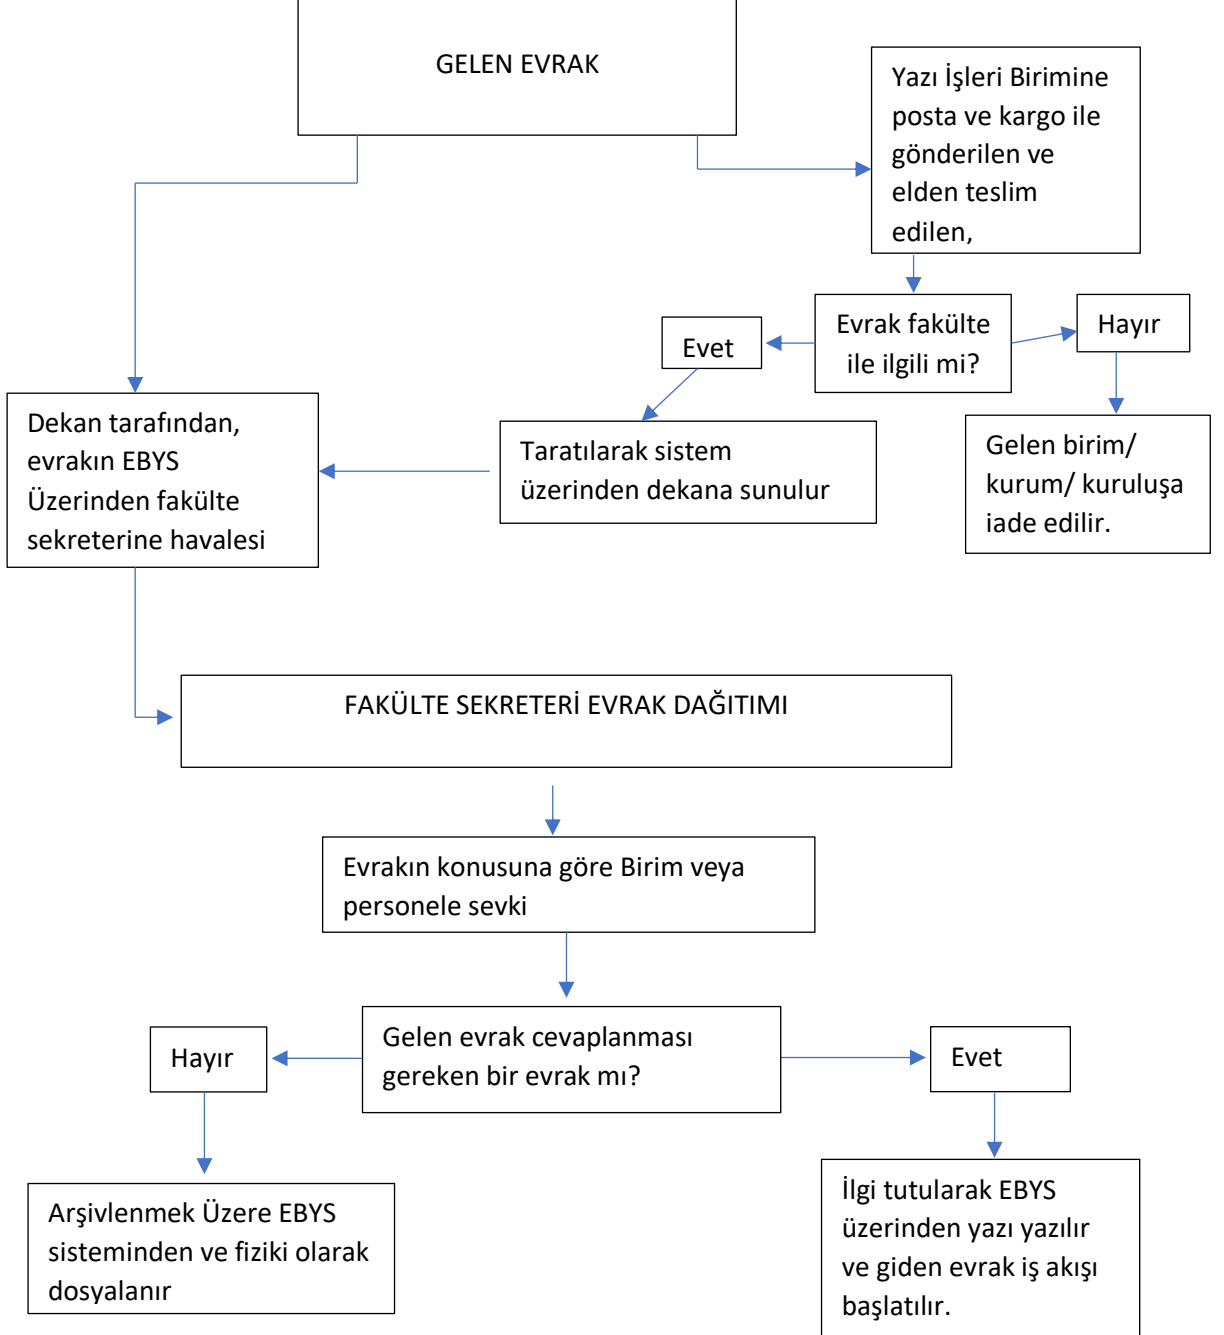 GELEN EVRAK
Yazı İşleri Birimine
posta ve kargo ile
gönderilen ve
elden teslim
edilen,
Evrak fakülte
ile ilgili mi?
Evet
Hayır
Dekan tarafından,
evrakın EBYS
Üzerinden fakülte
sekreterine havalesi
Taratılarak sistem
üzerinden dekana sunulur
Gelen birim/
kurum/ kuruluşa
iade edilir.
FAKÜLTE SEKRETERİ EVRAK DAĞITIMI
Evrakın konusuna göre Birim veya
personele sevki
Gelen evrak cevaplanması
gereken bir evrak mı?
Hayır
Evet
Arşivlenmek Üzere EBYS
sisteminden ve fiziki olarak
dosyalanır
İlgi tutularak EBYS
üzerinden yazı yazılır
ve giden evrak iş akışı
başlatılır.